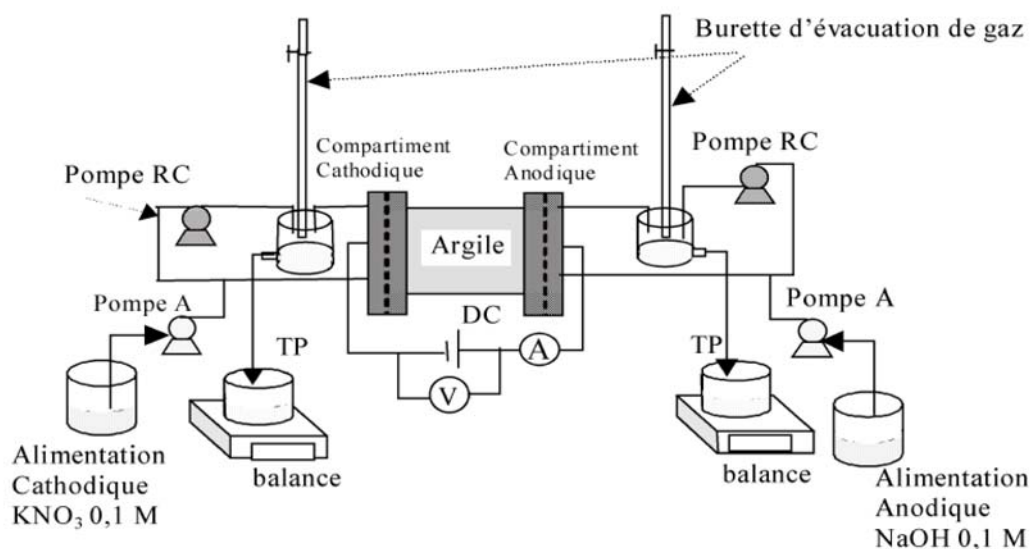 Burette d'évacuation de gaz
Compartiment
Cathodique
Compartiment
Anodique
Pompe RC
Pompe RC
Argile
Pompe A
Pompe A
DC
A
V
TP
TP
balance
balance
Alimentation
Cathodique
KNO₃ 0,1 M
Alimentation
Anodique
NaOH 0,1 M